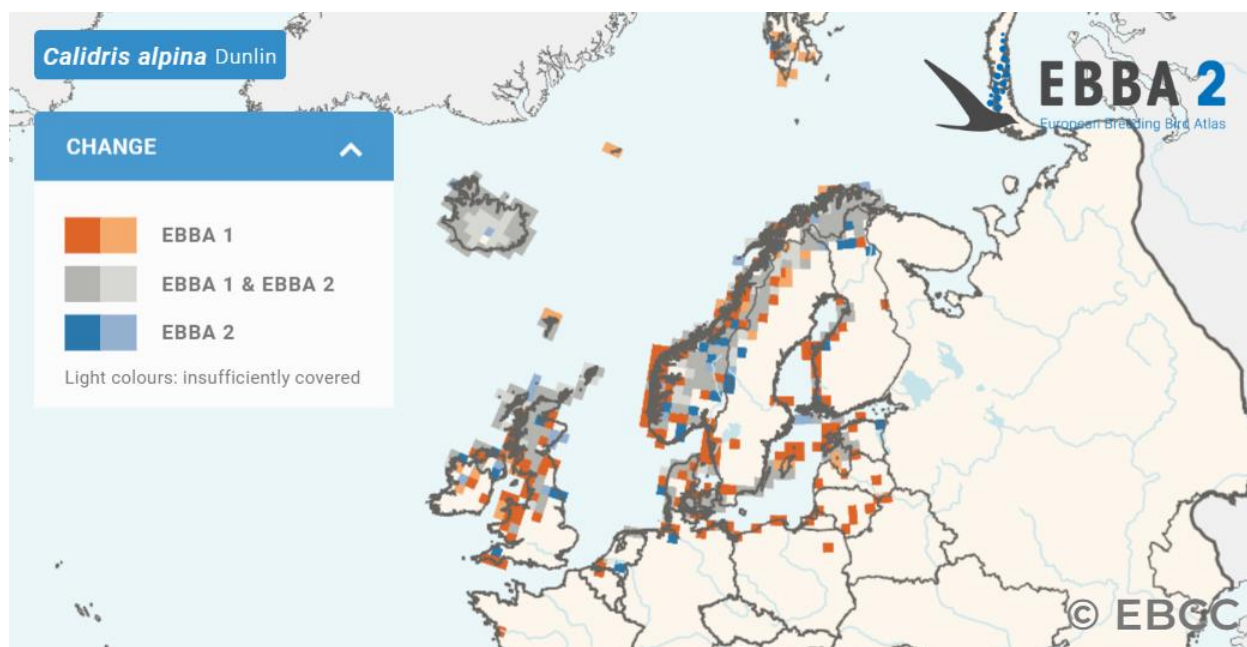 Calidris alpina Dunlin
EBBA 2
European Breeding Bird Atlas
CHANGE
EBBA 1
EBBA 1 & EBBA 2
EBBA 2
Light colours: insufficiently covered
© EBCC